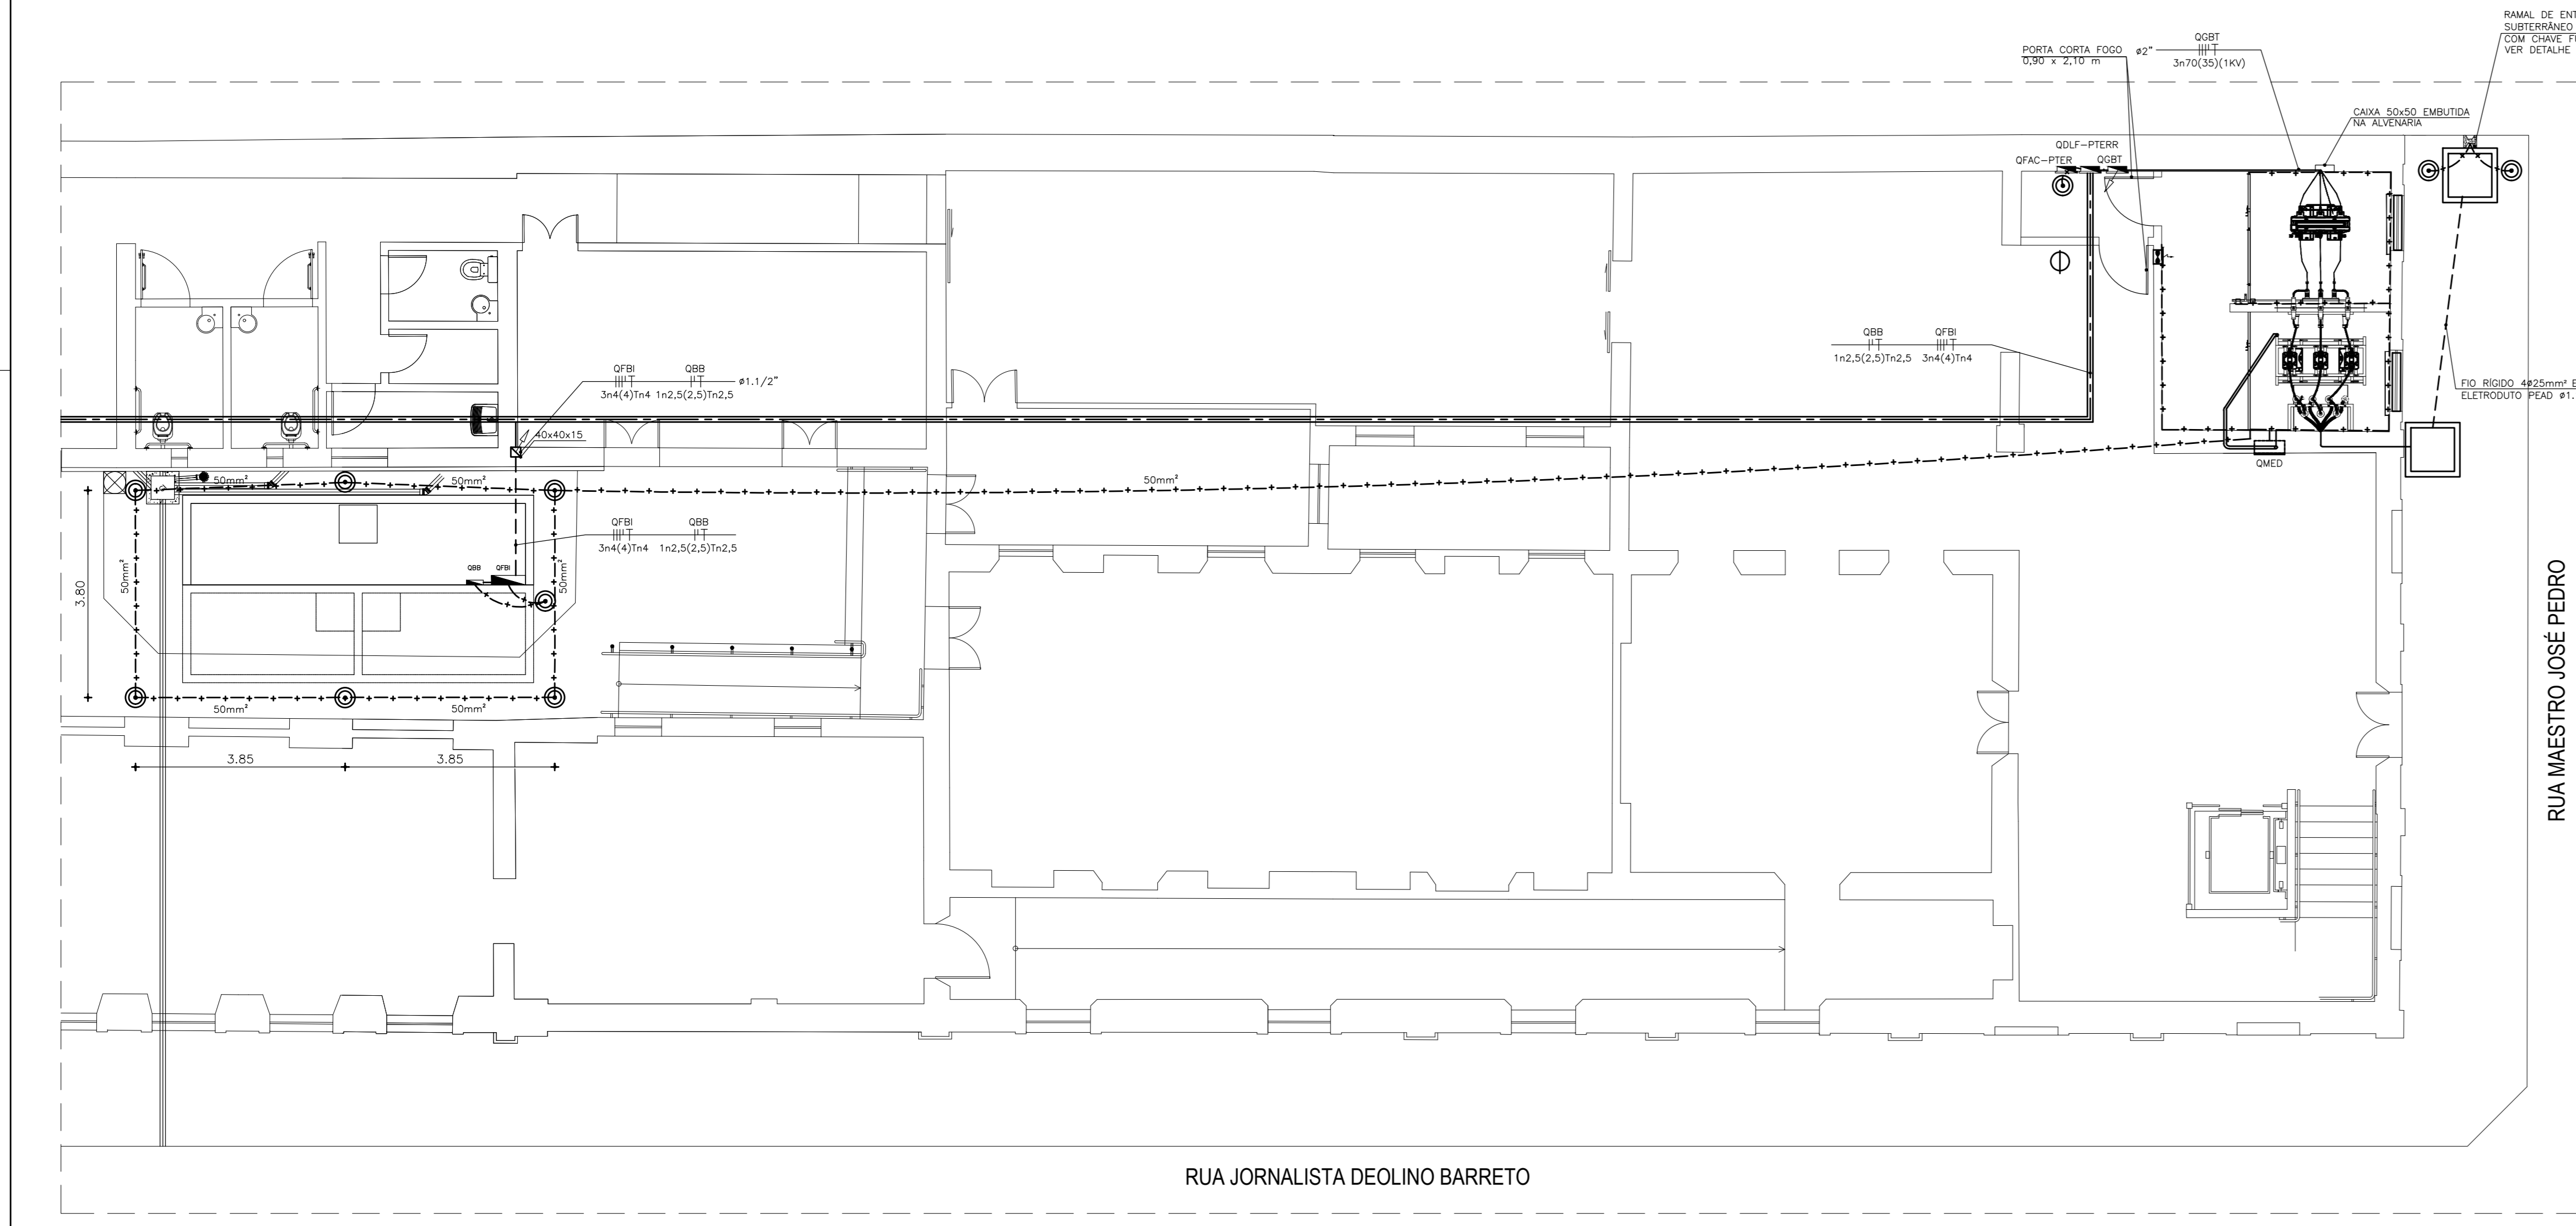 RAMAL DE ENT
SUBTERRÂNEO
COM CHAVE F
VER DETALHE
PORTA CORTA FOGO
0,90 x 2,10 m
ø2"
QGBT
3n70(35)(1KV)
CAIXA 50x50 EMBUTIDA
NA ALVENARIA
QDLF-PTERR
QFAC-PTER QGBT
QBB QFBI
1n2,5(2,5)Tn2,5 3n4(4)Tn4
QFBI QBB
3n4(4)Tn4 1n2,5(2,5)Tn2,5
ø1.1/2"
40x40x15
FIO RÍGIDO 4ø25mm² E
ELETRODUTO PEAD ø1.
QMED
50mm²
50mm²
50mm²
QFBI QBB
3n4(4)Tn4 1n2,5(2,5)Tn2,5
QBB QFBI
3.80
50mm²
50mm²
50mm²
50mm²
3.85
3.85
RUA MAESTRO JOSÉ PEDRO
RUA JORNALISTA DEOLINO BARRETO